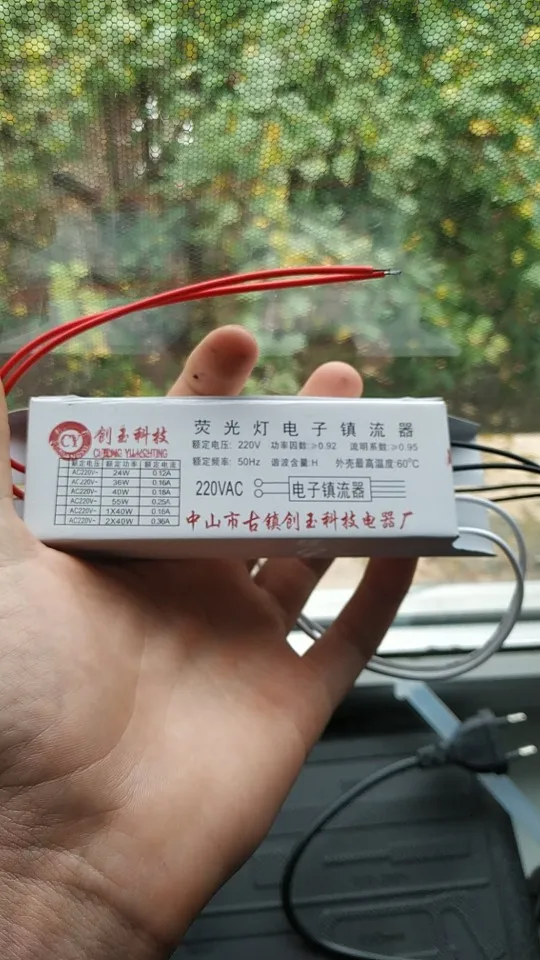 荧光灯电子镇流器
CY 创玉科技
额定电压: 220V 功率因数:≥0.92 流明系数:≥0.95
额定频率: 50Hz 谐波含量:H 外壳最高温度:60℃
额定电压 额定功率 额定电流
AC220V~ 24W 0.12A
AC220V~ 36W 0.16A
AC220V~ 40W 0.18A
AC220V~ 55W 0.25A
AC220V~ 1X40W 0.18A
AC220V~ 2X40W 0.36A
220VAC 电子镇流器
中山市古镇创玉科技电器厂